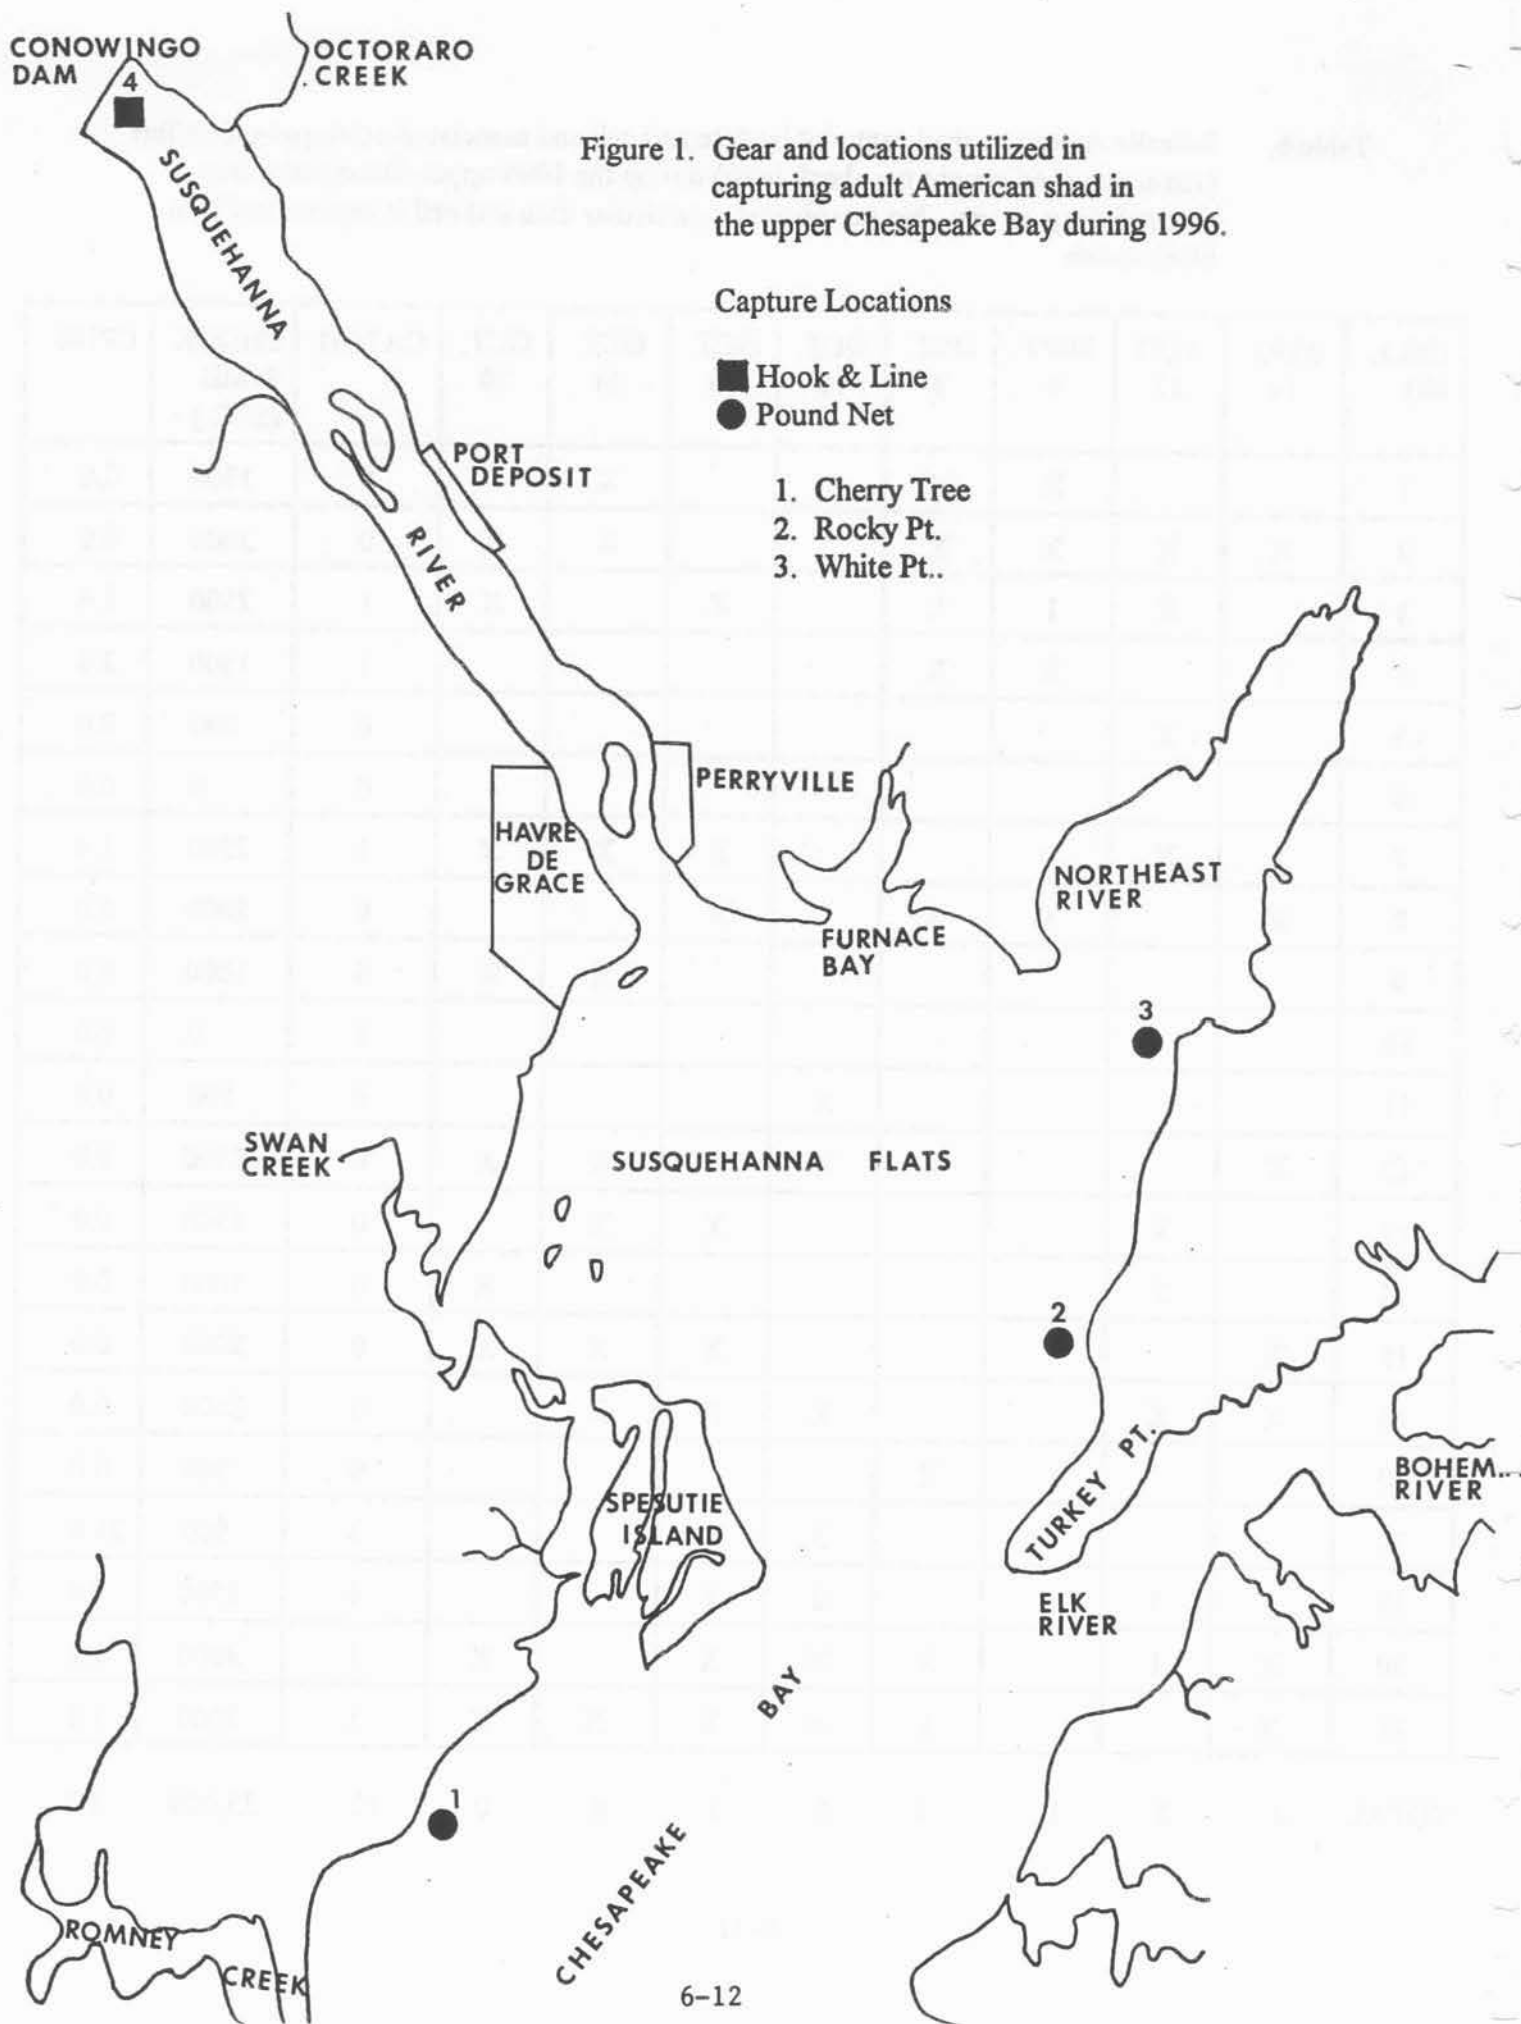 CONOWINGO
DAM
4
OCTORARO
CREEK
Figure 1. Gear and locations utilized in
capturing adult American shad in
the upper Chesapeake Bay during 1996.
SUSQUEHANNA
Capture Locations
Hook & Line
Pound Net
PORT
DEPOSIT
1. Cherry Tree
2. Rocky Pt.
3. White Pt..
RIVER
PERRYVILLE
HAVRE
DE
GRACE
NORTHEAST
RIVER
FURNACE
BAY
3
SWAN
CREEK
SUSQUEHANNA FLATS
2
TURKEY PT.
BOHEM...
RIVER
SPESUTIE
ISLAND
ELK
RIVER
BAY
1
CHESAPEAKE
ROMNEY
CREEK
6-12